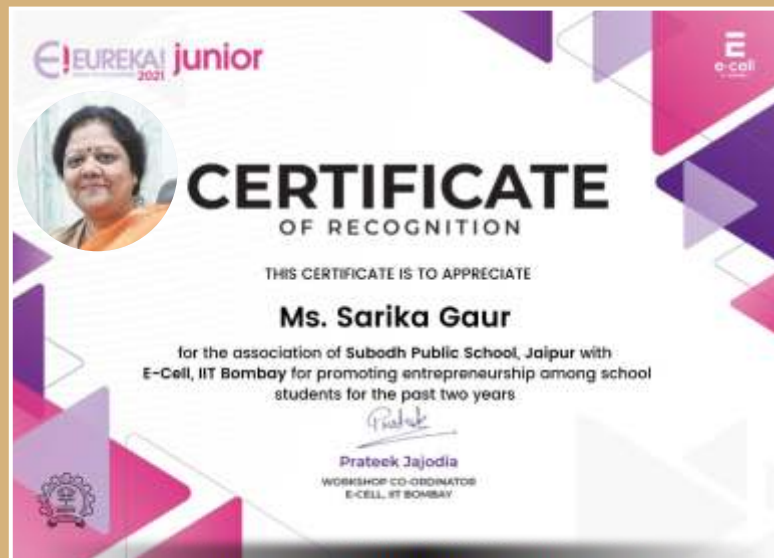 E! EUREKA! junior
2021
E
e-cell
CERTIFICATE
OF RECOGNITION
THIS CERTIFICATE IS TO APPRECIATE
Ms. Sarika Gaur
for the association of Subodh Public School, Jaipur with
E-Cell, IIT Bombay for promoting entrepreneurship among school
students for the past two years
Prateek
Prateek Jajodia
WORKSHOP CO-ORDINATOR
E-CELL, IIT BOMBAY